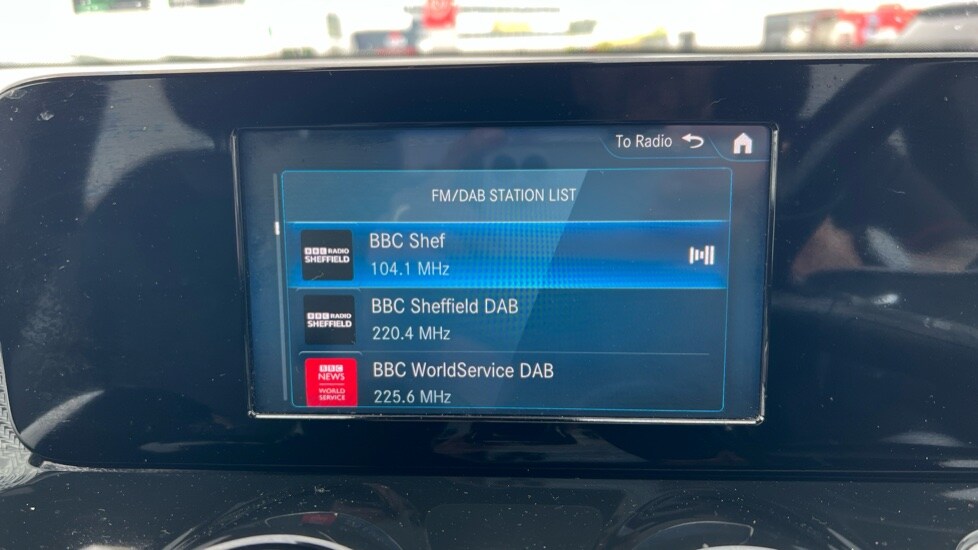 To Radio
FM/DAB STATION LIST
BBC RADIO
SHEFFIELD
BBC Shef
104.1 MHz
BBC RADIO
SHEFFIELD
BBC Sheffield DAB
220.4 MHz
BBC
NEWS
WORLD
SERVICE
BBC WorldService DAB
225.6 MHz